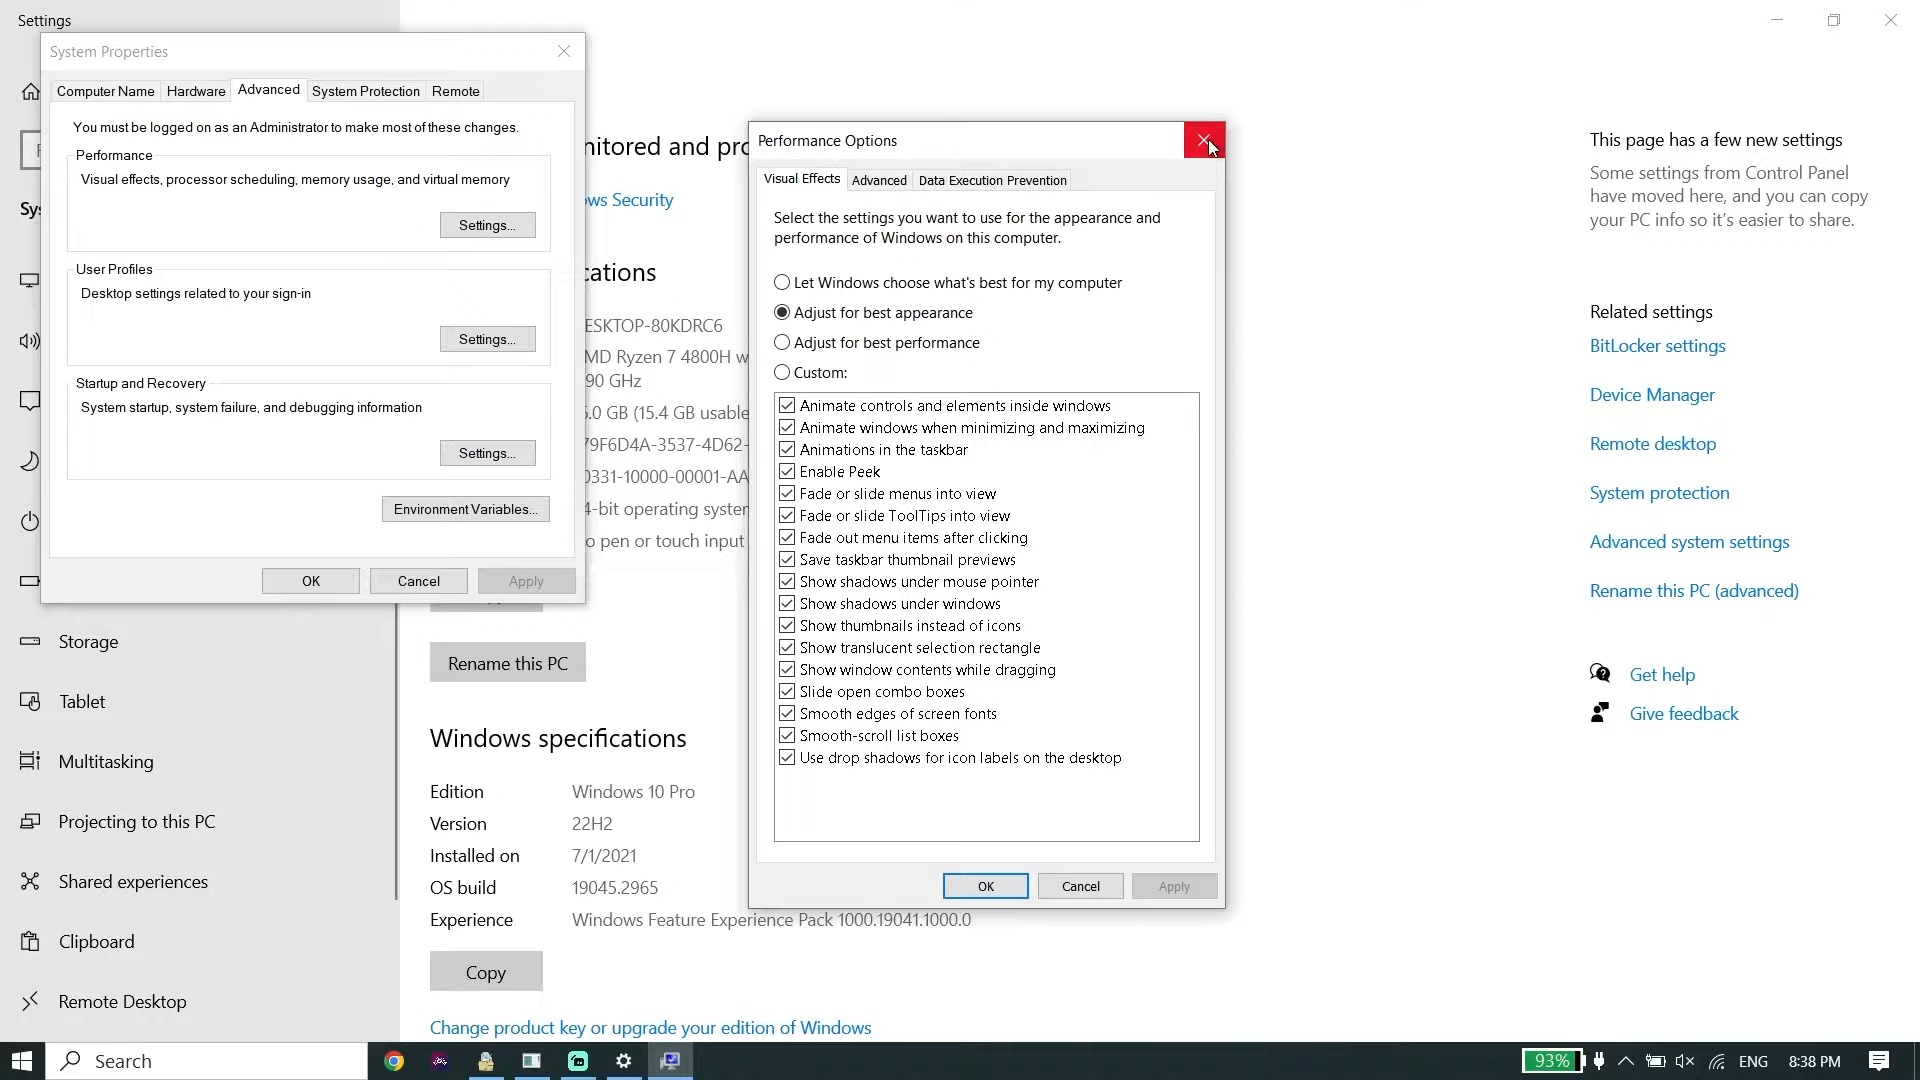 Settings
System Properties
Computer Name
Hardware
Advanced
System Protection
Remote
You must be logged on as an Administrator to make most of these changes.
Performance
Visual effects, processor scheduling, memory usage, and virtual memory
Settings...
User Profiles
Desktop settings related to your sign-in
Settings...
Startup and Recovery
System startup, system failure, and debugging information
Settings...
Environment Variables...
OK
Cancel
Apply
Sys
Storage
Tablet
Multitasking
Projecting to this PC
Shared experiences
Clipboard
Remote Desktop
nitored and pro
ows Security
cations
ESKTOP-80KDRC6
MD Ryzen 7 4800H w
90 GHz
.0 GB (15.4 GB usable
79F6D4A-3537-4D62-
0331-10000-00001-AA
4-bit operating system
o pen or touch input
Rename this PC
Windows specifications
Edition Windows 10 Pro
Version 22H2
Installed on 7/1/2021
OS build 19045.2965
Experience Windows Feature Experience Pack 1000.19041.1000.0
Copy
Change product key or upgrade your edition of Windows
Performance Options
Visual Effects
Advanced
Data Execution Prevention
Select the settings you want to use for the appearance and
performance of Windows on this computer.
Let Windows choose what's best for my computer
Adjust for best appearance
Adjust for best performance
Custom:
Animate controls and elements inside windows
Animate windows when minimizing and maximizing
Animations in the taskbar
Enable Peek
Fade or slide menus into view
Fade or slide ToolTips into view
Fade out menu items after clicking
Save taskbar thumbnail previews
Show shadows under mouse pointer
Show shadows under windows
Show thumbnails instead of icons
Show translucent selection rectangle
Show window contents while dragging
Slide open combo boxes
Smooth edges of screen fonts
Smooth-scroll list boxes
Use drop shadows for icon labels on the desktop
OK
Cancel
Apply
This page has a few new settings
Some settings from Control Panel
have moved here, and you can copy
your PC info so it's easier to share.
Related settings
BitLocker settings
Device Manager
Remote desktop
System protection
Advanced system settings
Rename this PC (advanced)
Get help
Give feedback
Search
93%
ENG
8:38 PM